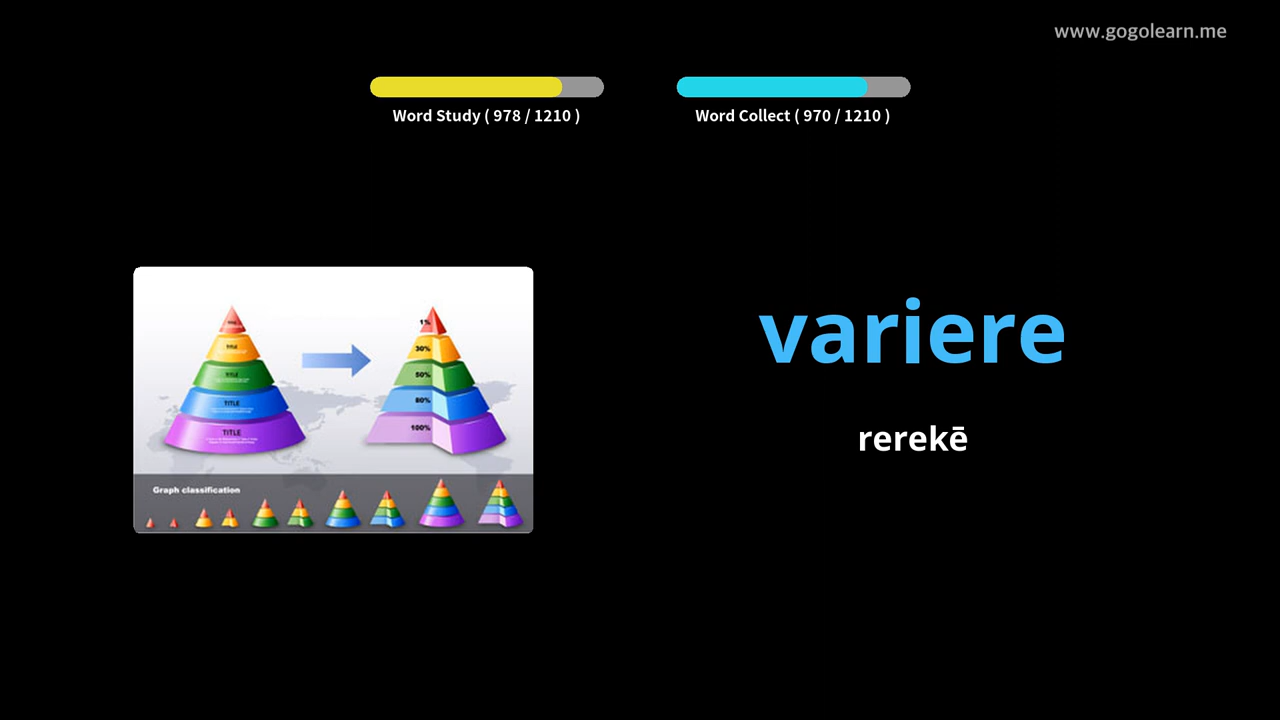 www.gogolearn.me
Word Study ( 978 / 1210 )
Word Collect ( 970 / 1210 )
variere
rerekē
TITLE
TITLE
TITLE
TITLE
1%
30%
50%
80%
100%
Graph classification